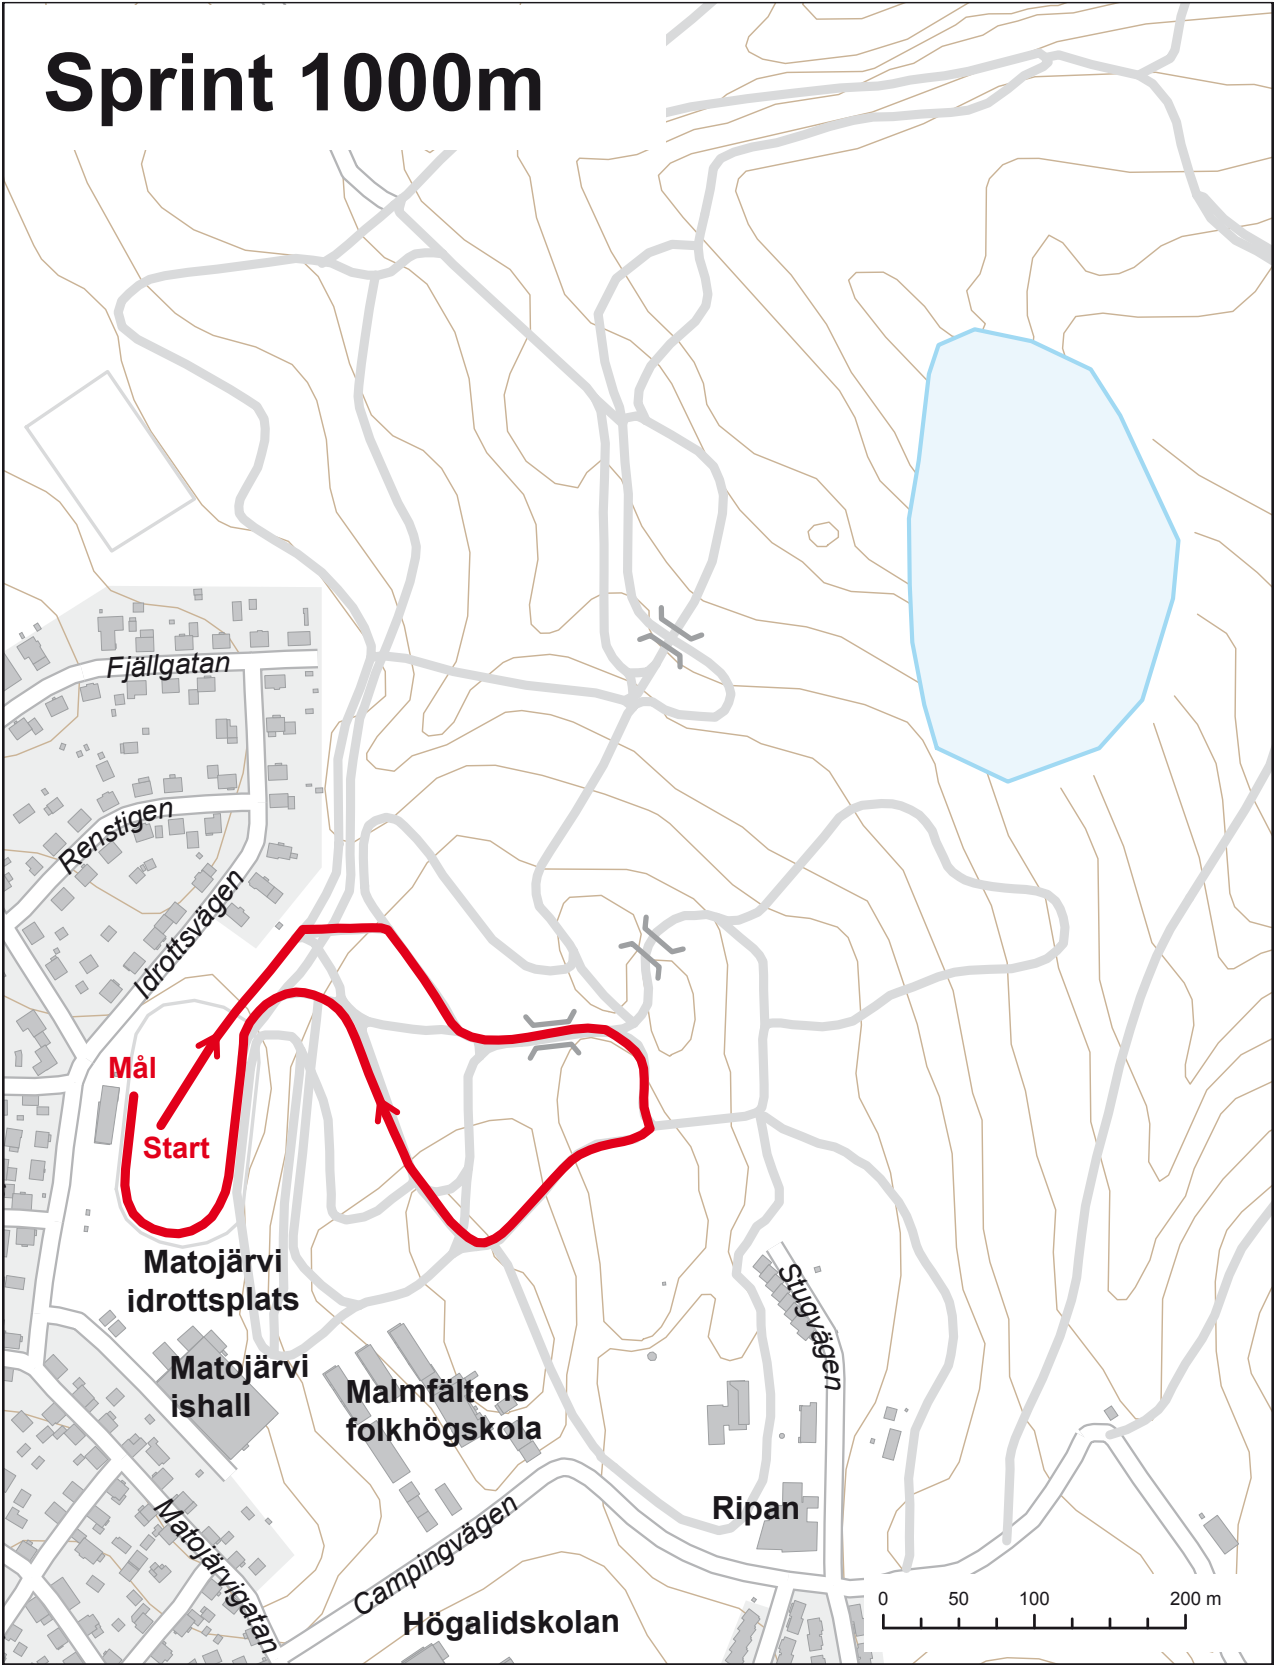 Sprint 1000m
Fjällgatan
Renstigen
Idrottsvägen
Mål
Start
Matojärvi
idrottsplats
Stugvägen
Matojärvi
ishall
Malmfältens
folkhögskola
Ripan
Matojärvigatan
Campingvägen
Högalidskolan
0 50 100 200 m